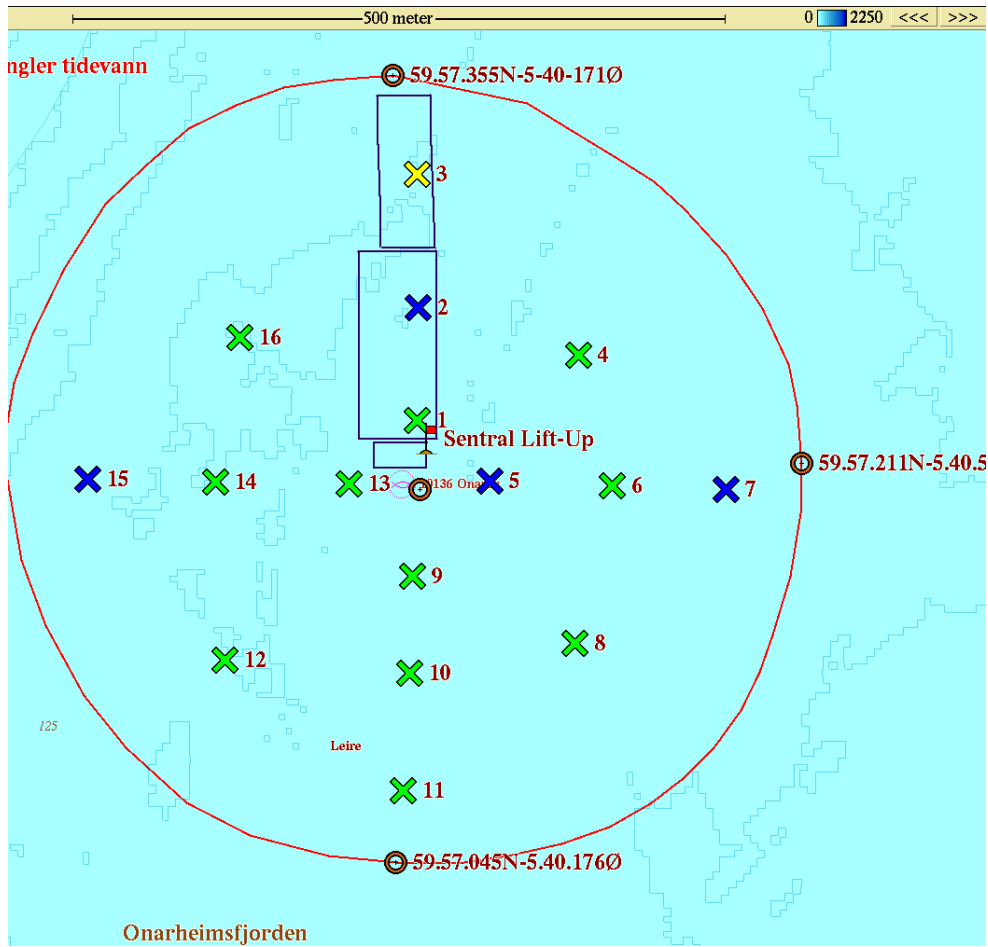 500 meter
0 2250 <<< >>>
ngler tidevann
59.57.355N-5-40-171Ø
3
2
16
4
1
Sentral Lift-Up
59.57.211N-5.40.5
15
14
13
5
6
7
9
8
12
10
125
Leire
11
59.57.045N-5.40.176Ø
Onarheimsfjorden